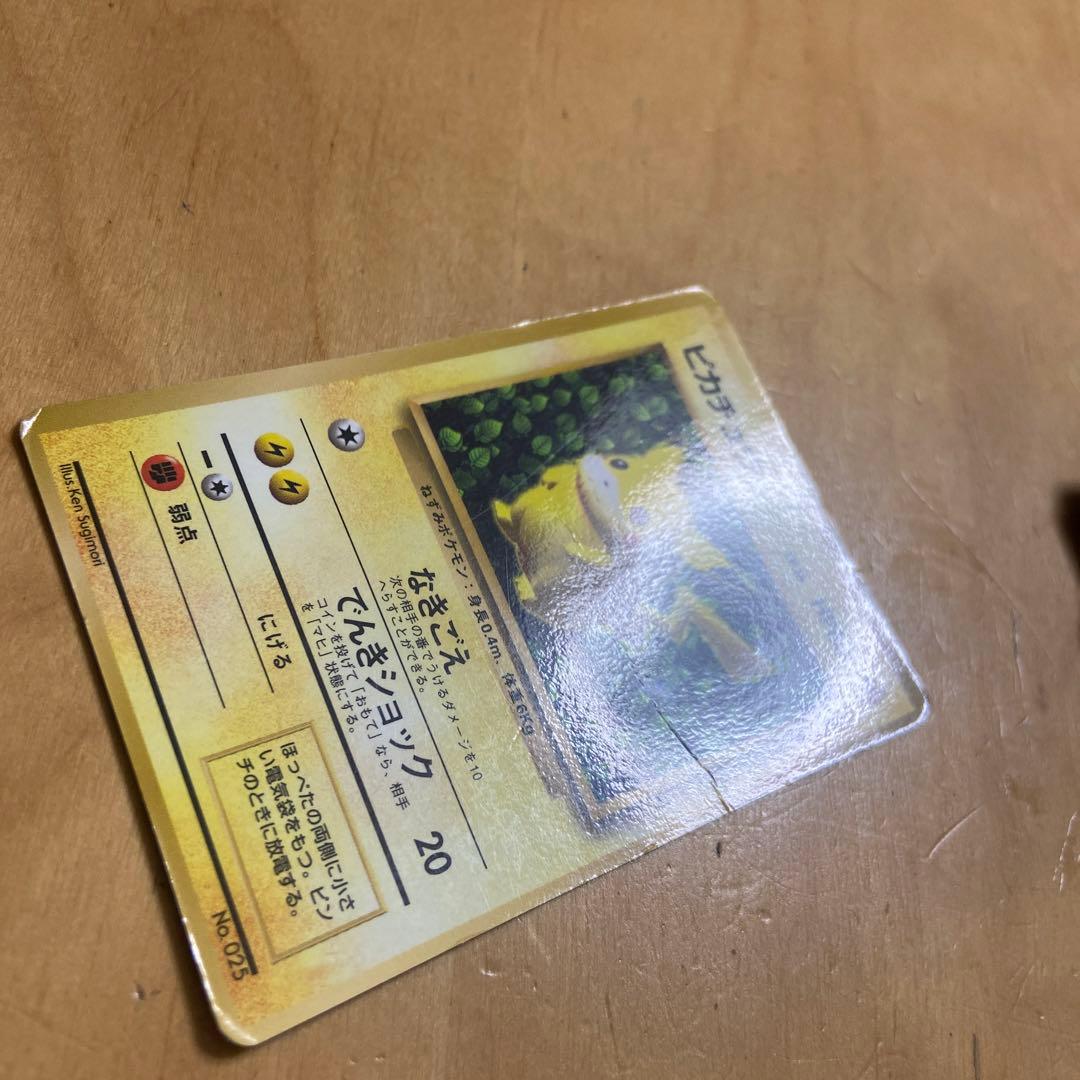 ピカチ
ねずみポケモン:身長0.4m、体重6Kg
なきごえ
次の相手の番でうけるダメージを10
へらすことができる。
でんきショック 20
コインを投げて「おもて」なら、相手
を「マヒ」状態にする。
にげる
弱点
ほっぺたの両側に小さ
い電気袋をもつ。ピン
チのときに放電する。
Illus.Ken Sugimori
No.025